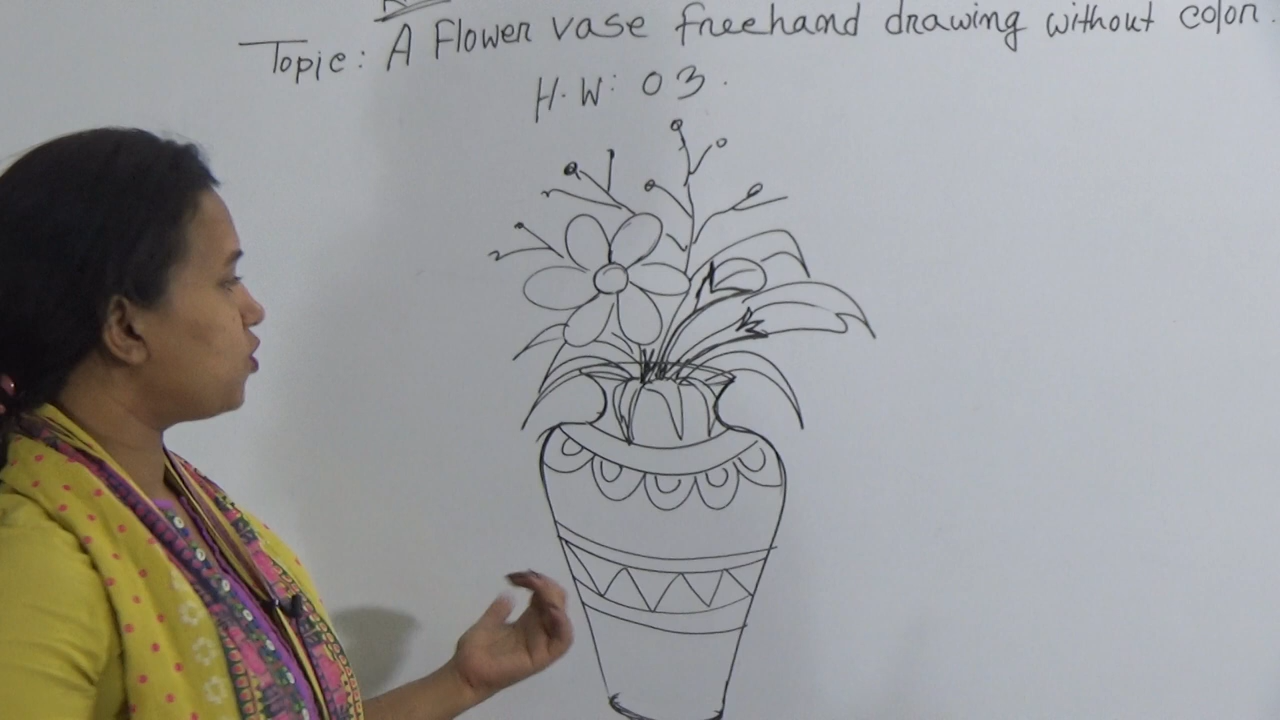 Topic: A Flower vase freehand drawing without color.
H.W: 03.